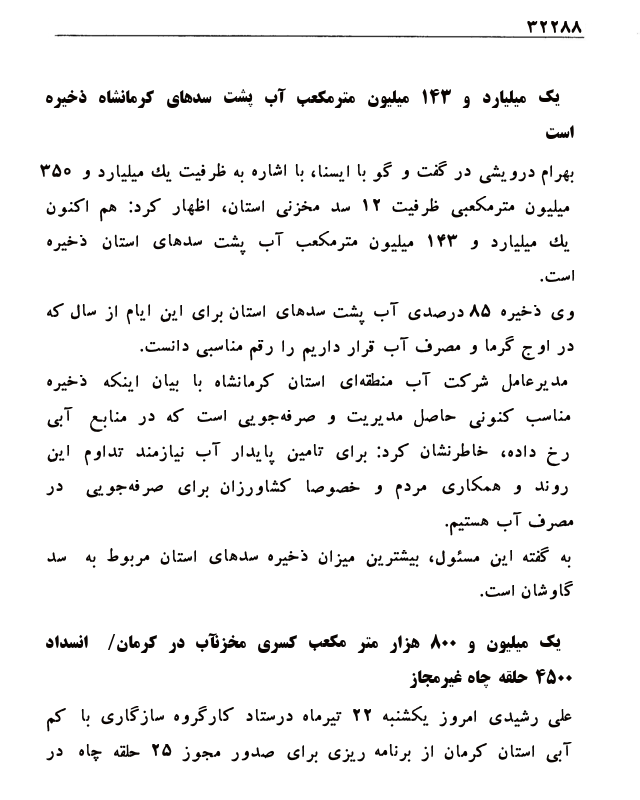 ۳۲۲۸۸
یک میلیارد و ۱۴۳ میلیون مترمکعب آب پشت سدهای کرمانشاه ذخیره
است
بهرام درویشی در گفت و گو با ایسنا، با اشاره به ظرفیت یك میلیارد و ۳۵۰
میلیون مترمکعبی ظرفیت ۱۲ سد مخزنی استان، اظهار کرد: هم اکنون
یك میلیارد و ۱۴۳ میلیون مترمکعب آب پشت سدهای استان ذخیره
است.
وی ذخیره ۸۵ درصدی آب پشت سدهای استان برای این ایام از سال که
در اوج گرما و مصرف آب قرار داریم را رقم مناسبی دانست.
مدیرعامل شرکت آب منطقه‌ای استان کرمانشاه با بیان اینکه ذخیره
مناسب کنونی حاصل مدیریت و صرفه‌جویی است که در منابع آبی
رخ داده، خاطرنشان کرد: برای تامین پایدار آب نیازمند تداوم این
روند و همکاری مردم و خصوصا کشاورزان برای صرفه‌جویی در
مصرف آب هستیم.
به گفته این مسئول، بیشترین میزان ذخیره سدهای استان مربوط به سد
گاوشان است.
یک میلیون و ۸۰۰ هزار متر مکعب کسری مخزنآب در کرمان/ انسداد
۴۵۰۰ حلقه چاه غیرمجاز
علی رشیدی امروز یکشنبه ۲۲ تیرماه درستاد کارگروه سازگاری با کم
آبی استان کرمان از برنامه ریزی برای صدور مجوز ۲۵ حلقه چاه در